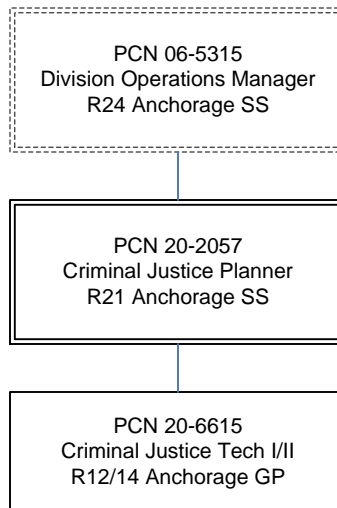 PCN 06-5315
Division Operations Manager
R24 Anchorage SS
PCN 20-2057
Criminal Justice Planner
R21 Anchorage SS
PCN 20-6615
Criminal Justice Tech I/II
R12/14 Anchorage GP